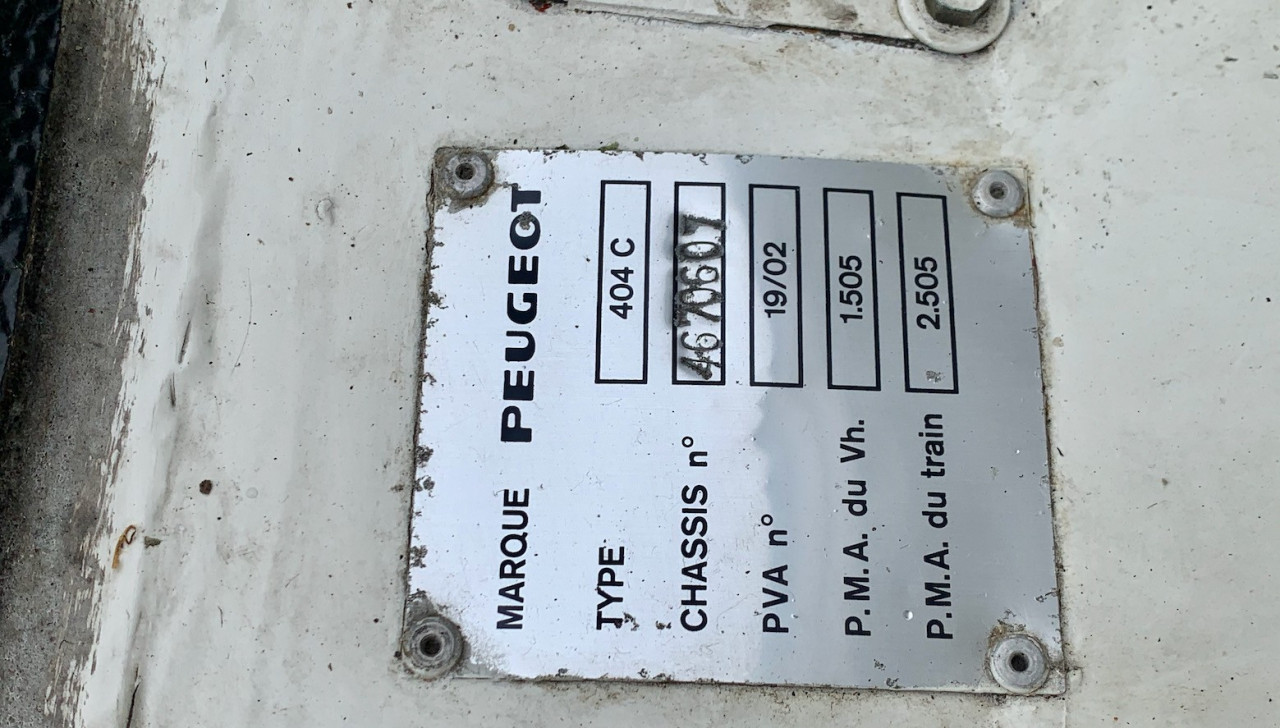 MARQUE PEUGEOT
TYPE 404 C
CHASSIS n° 4670607
PVA n° 19/02
P.M.A. du Vh. 1.505
P.M.A. du train 2.505